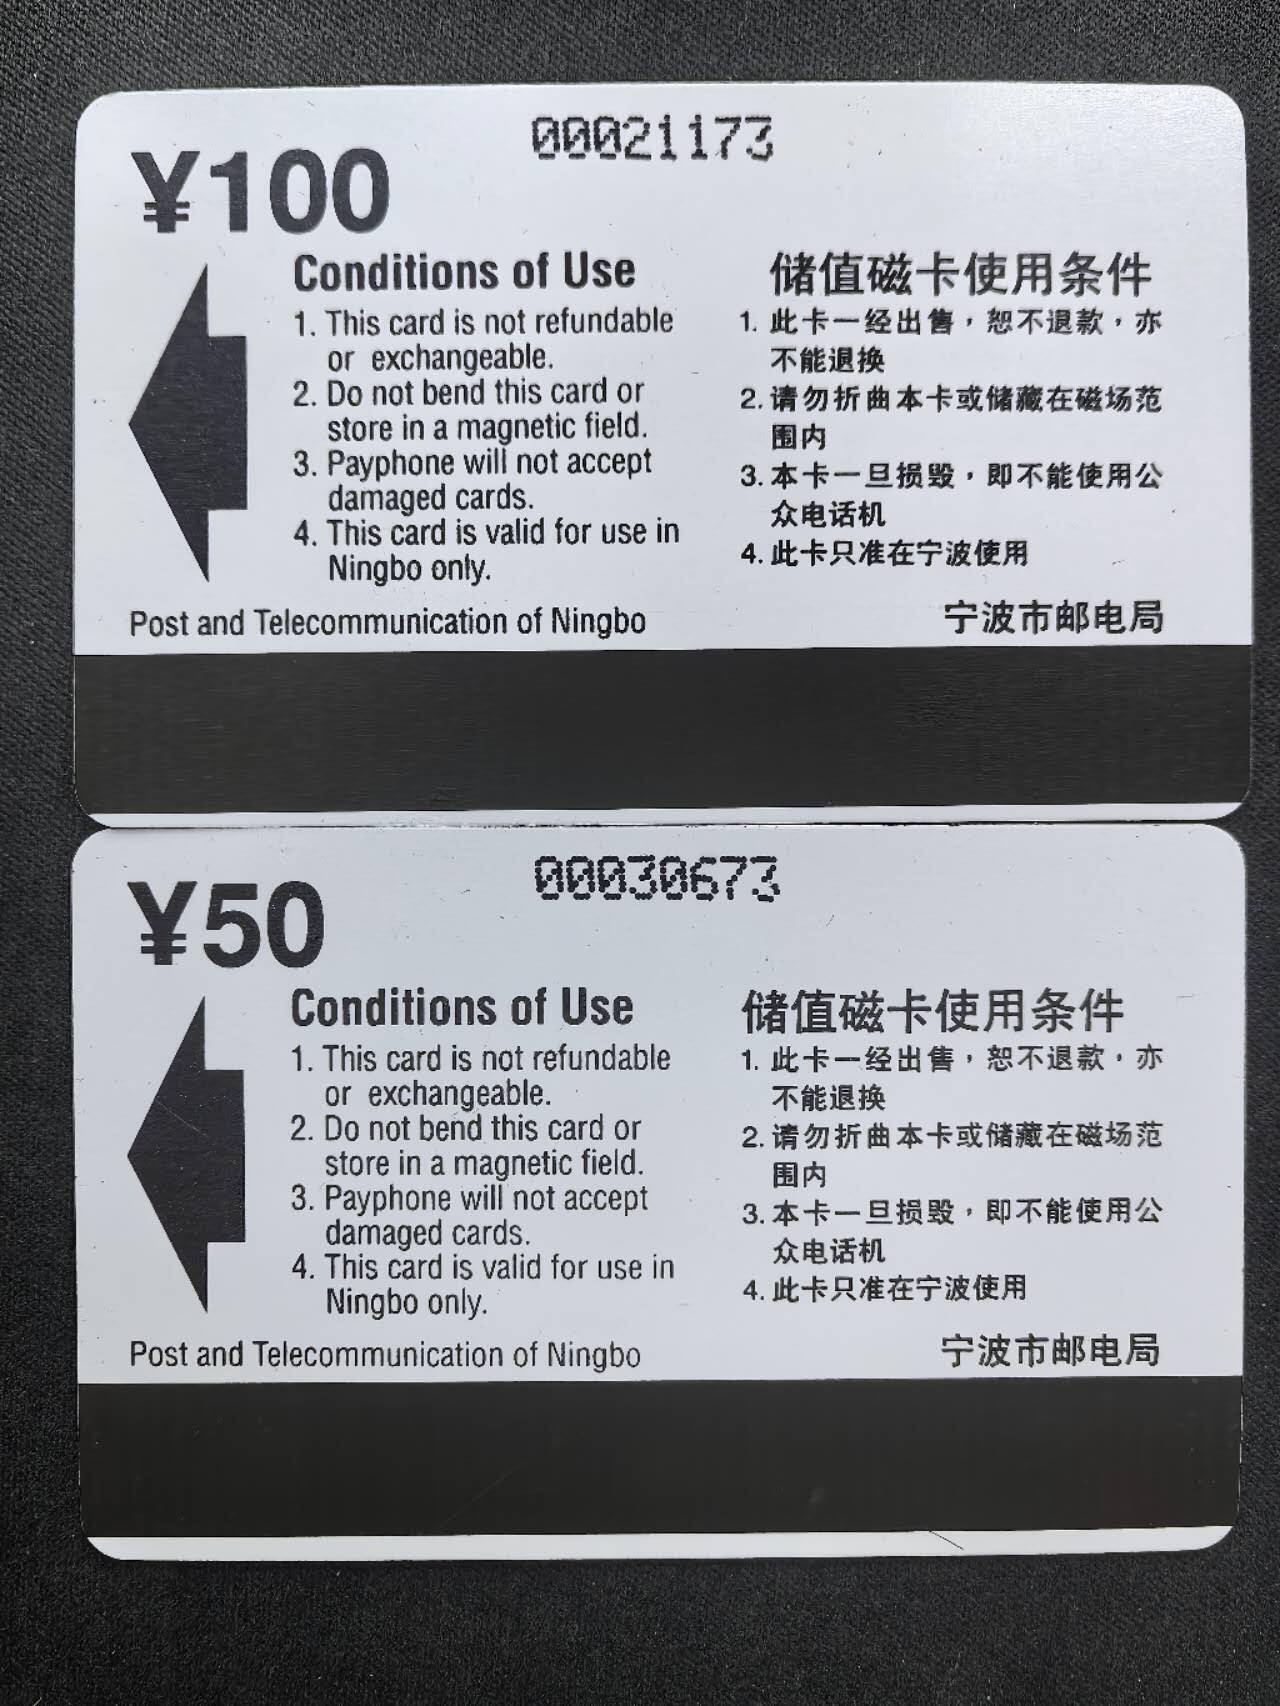 00021173
¥100
Conditions of Use
1. This card is not refundable
or exchangeable.
2. Do not bend this card or
store in a magnetic field.
3. Payphone will not accept
damaged cards.
4. This card is valid for use in
Ningbo only.
Post and Telecommunication of Ningbo
储值磁卡使用条件
1. 此卡一经出售，恕不退款，亦
不能退换
2. 请勿折曲本卡或储藏在磁场范
围内
3. 本卡一旦损毁，即不能使用公
众电话机
4. 此卡只准在宁波使用
宁波市邮电局
00030673
¥50
Conditions of Use
1. This card is not refundable
or exchangeable.
2. Do not bend this card or
store in a magnetic field.
3. Payphone will not accept
damaged cards.
4. This card is valid for use in
Ningbo only.
Post and Telecommunication of Ningbo
储值磁卡使用条件
1. 此卡一经出售，恕不退款，亦
不能退换
2. 请勿折曲本卡或储藏在磁场范
围内
3. 本卡一旦损毁，即不能使用公
众电话机
4. 此卡只准在宁波使用
宁波市邮电局